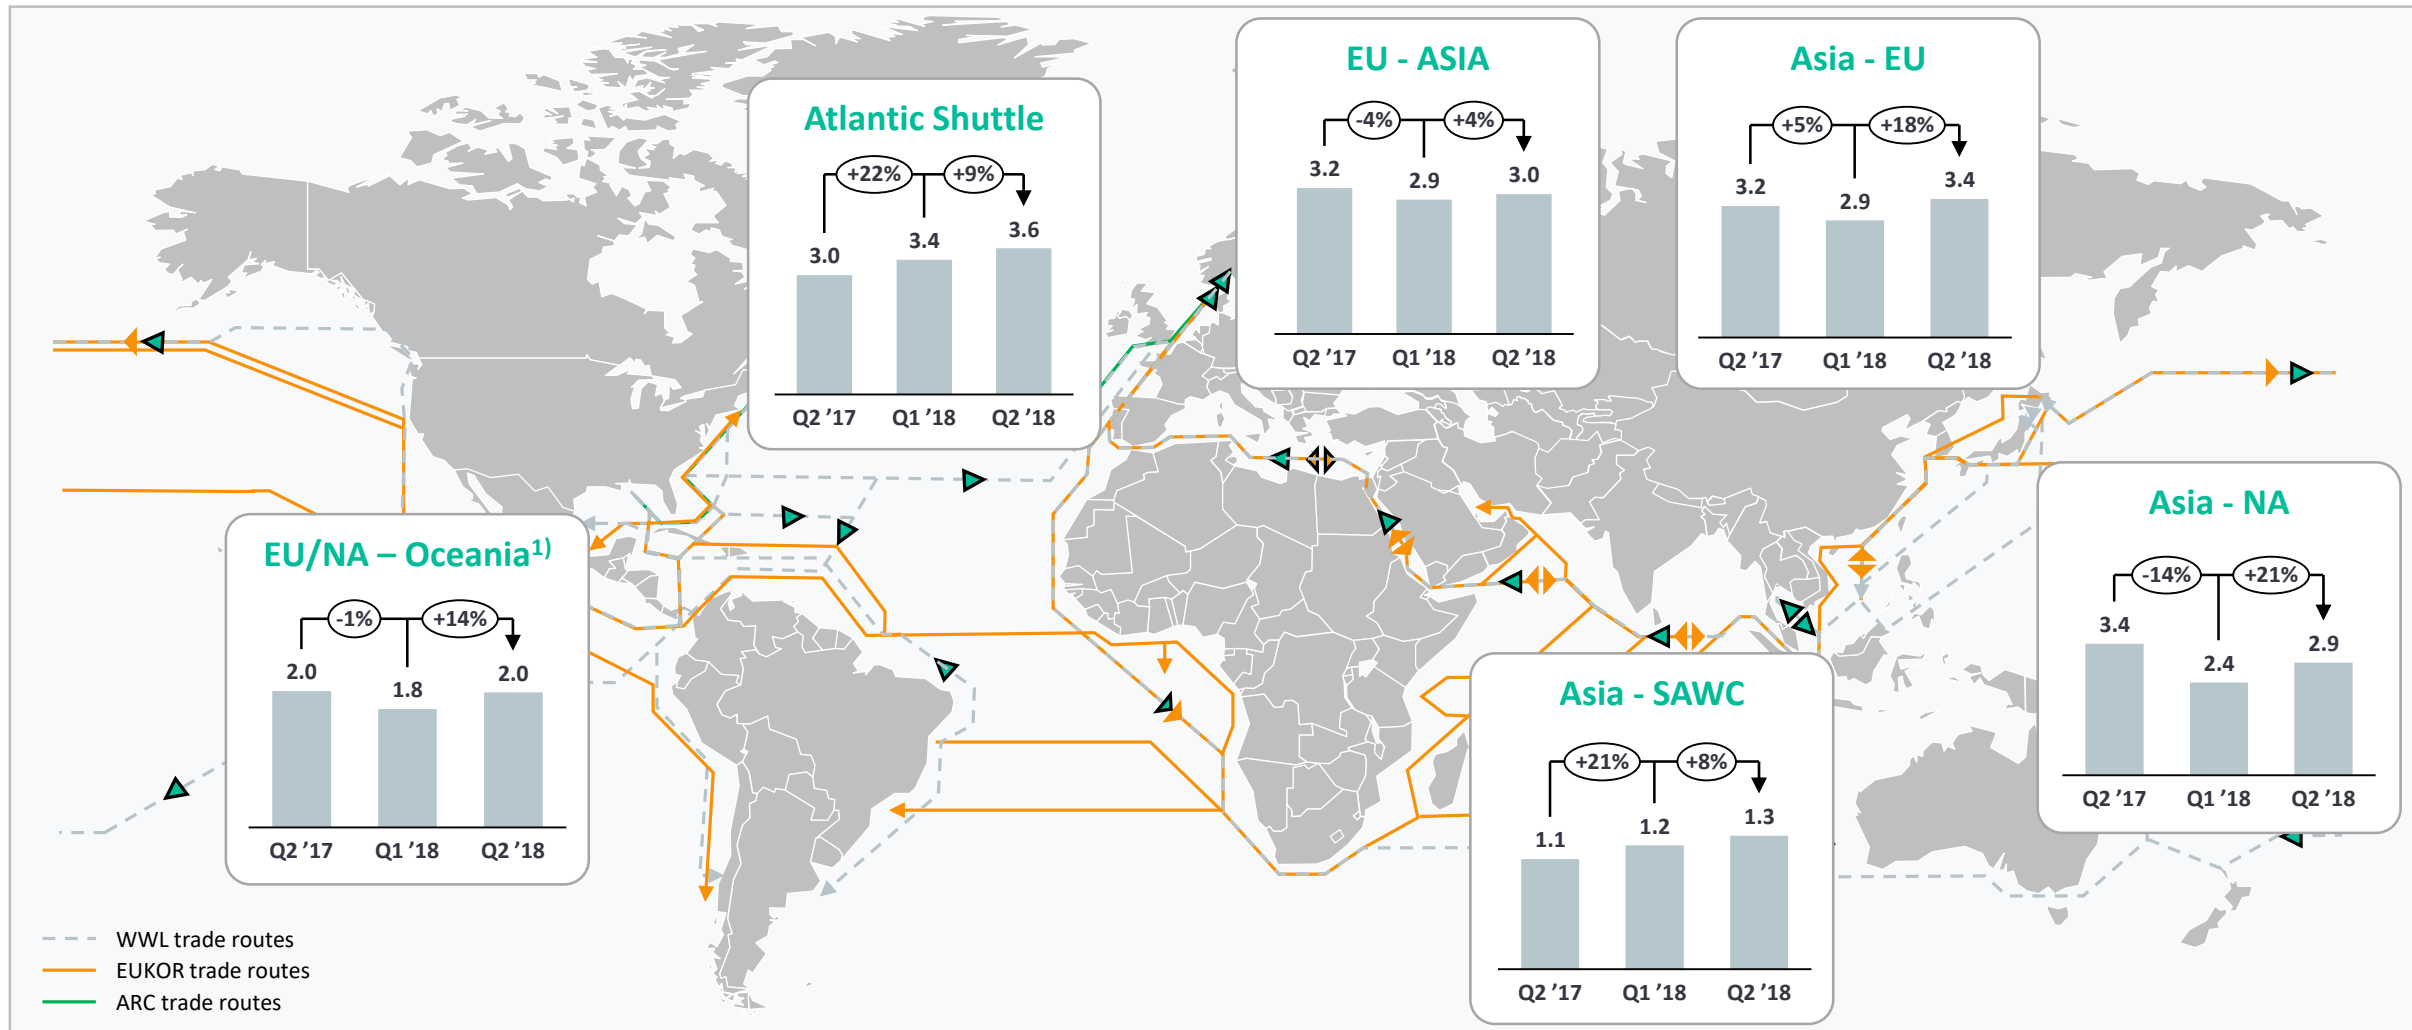 Atlantic Shuttle
+22% +9%
3.0 3.4 3.6
Q2 ’17 Q1 ’18 Q2 ’18
EU - ASIA
-4% +4%
3.2 2.9 3.0
Q2 ’17 Q1 ’18 Q2 ’18
Asia - EU
+5% +18%
3.2 2.9 3.4
Q2 ’17 Q1 ’18 Q2 ’18
EU/NA – Oceania1)
-1% +14%
2.0 1.8 2.0
Q2 ’17 Q1 ’18 Q2 ’18
Asia - SAWC
+21% +8%
1.1 1.2 1.3
Q2 ’17 Q1 ’18 Q2 ’18
Asia - NA
-14% +21%
3.4 2.4 2.9
Q2 ’17 Q1 ’18 Q2 ’18
WWL trade routes
EUKOR trade routes
ARC trade routes